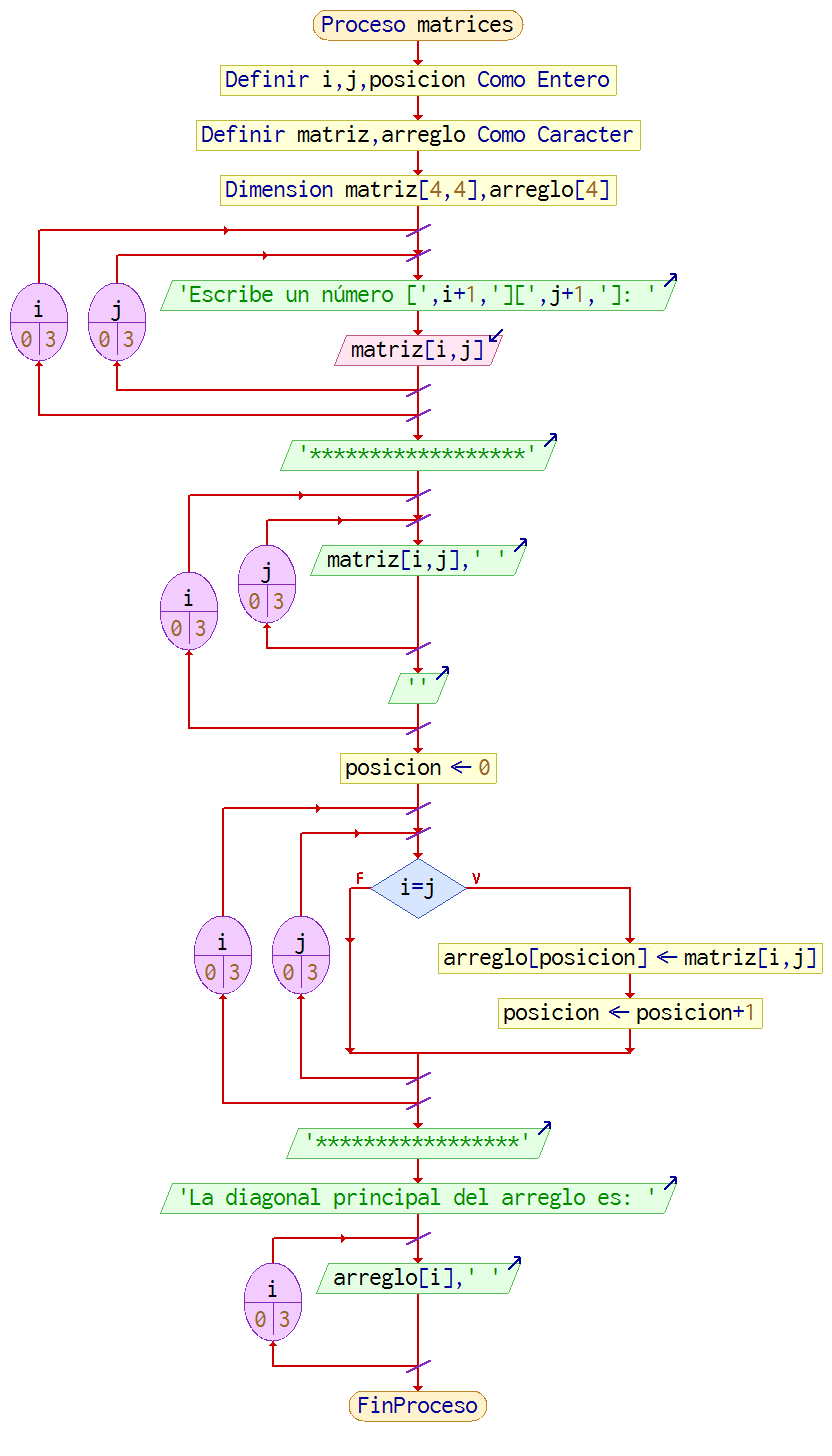 Proceso matrices
Definir i,j,posicion Como Entero
Definir matriz,arreglo Como Caracter
Dimension matriz[4,4],arreglo[4]
i
0 3
j
0 3
'Escribe un número [',i+1,'][',j+1,']: '
matriz[i,j]
'******************'
i
0 3
j
0 3
matriz[i,j],' '
''
posicion ← 0
i
0 3
j
0 3
F
i=j
V
arreglo[posicion] ← matriz[i,j]
posicion ← posicion+1
'*****************'
'La diagonal principal del arreglo es: '
i
0 3
arreglo[i],' '
FinProceso